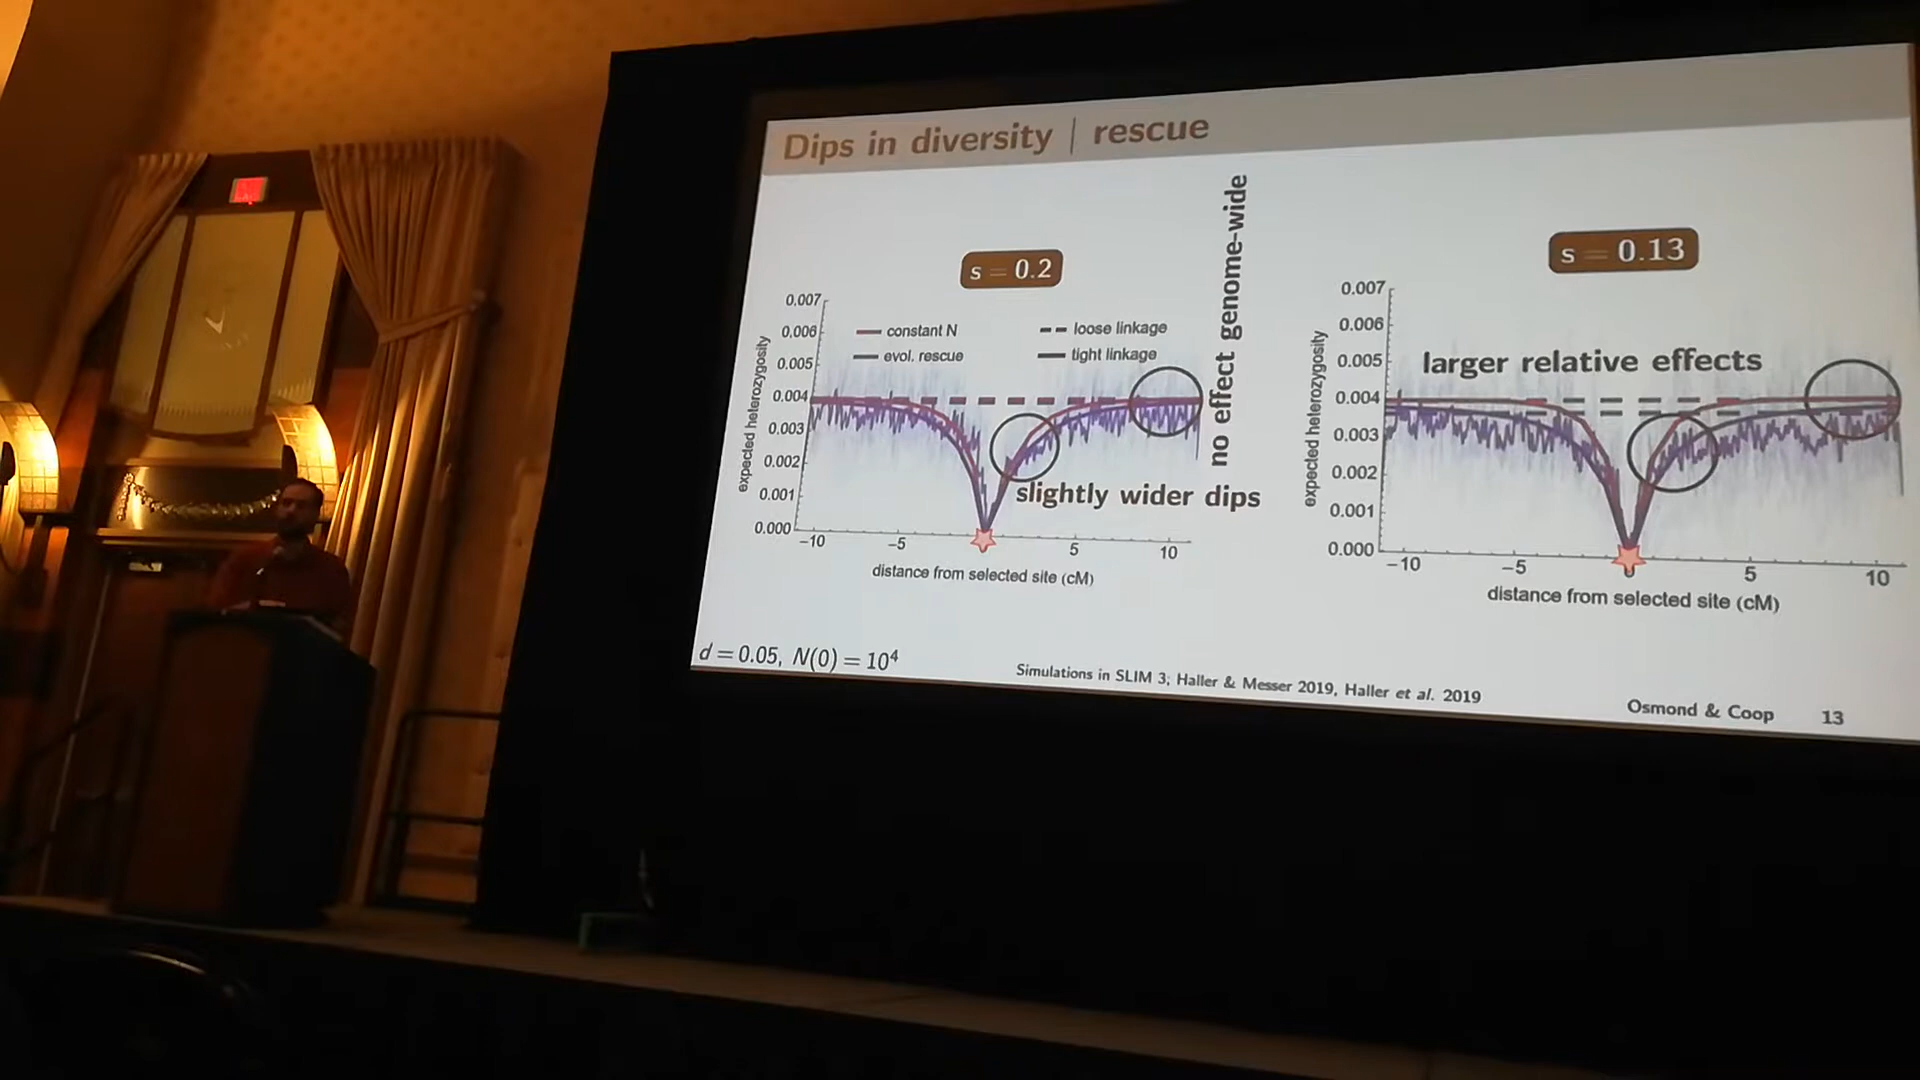 Dips in diversity | rescue
no effect genome-wide
s = 0.2
0.007
0.006
0.005
0.004
0.003
0.002
0.001
0.000
constant N
evol. rescue
loose linkage
tight linkage
slightly wider dips
expected heterozygosity
−10
−5
5
10
distance from selected site (cM)
s = 0.13
0.007
0.006
0.005
0.004
0.003
0.002
0.001
0.000
larger relative effects
expected heterozygosity
−10
−5
0
5
10
distance from selected site (cM)
d = 0.05, N(0) = 10⁴
Simulations in SLIM 3; Haller & Messer 2019, Haller et al. 2019
Osmond & Coop 13